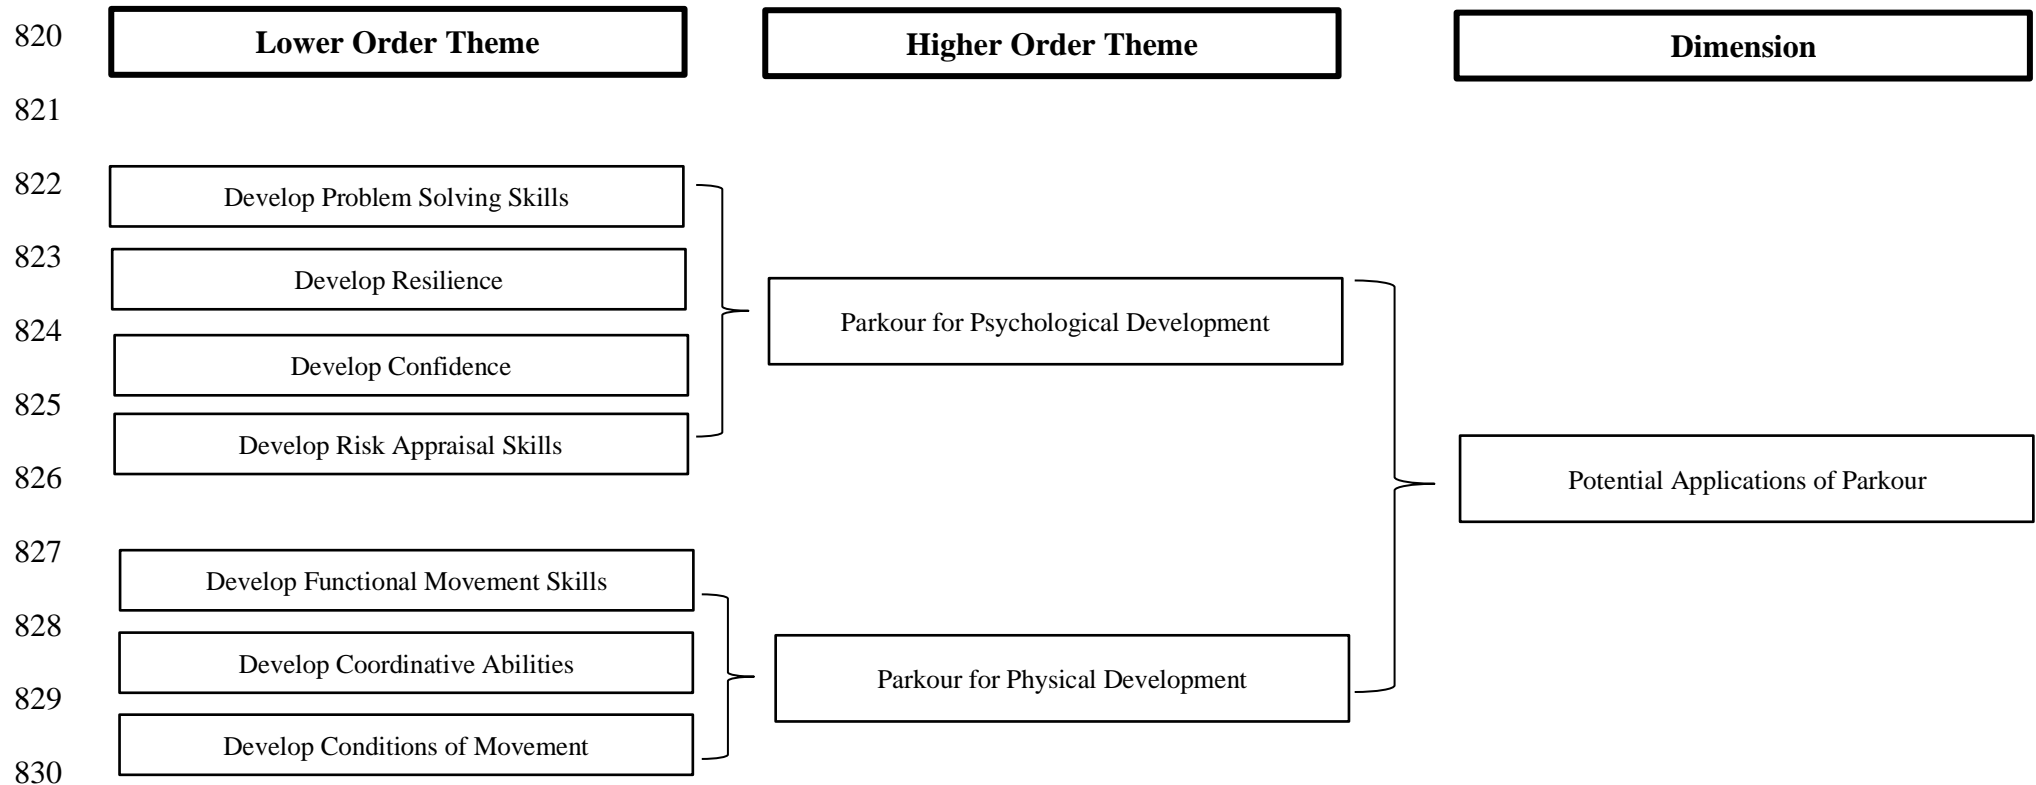 820
Lower Order Theme
Higher Order Theme
Dimension
821
822
Develop Problem Solving Skills
823
Develop Resilience
824
Parkour for Psychological Development
Develop Confidence
825
Develop Risk Appraisal Skills
826
Potential Applications of Parkour
827
Develop Functional Movement Skills
828
Develop Coordinative Abilities
829
Parkour for Physical Development
Develop Conditions of Movement
830